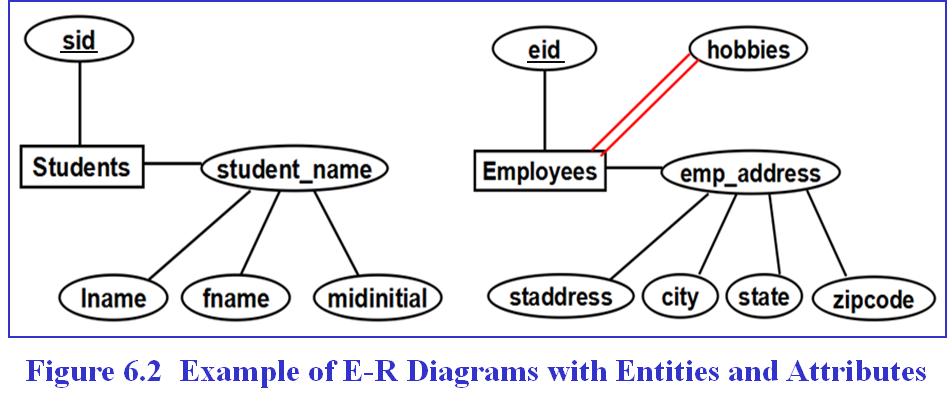 sid
eid
hobbies
Students
student_name
Employees
emp_address
lname
fname
midinitial
staddress
city
state
zipcode
Figure 6.2 Example of E-R Diagrams with Entities and Attributes